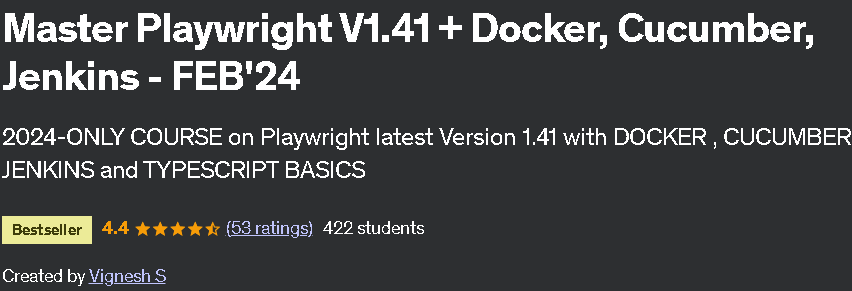 Master Playwright V1.41 + Docker, Cucumber,
Jenkins - FEB'24
2024-ONLY COURSE on Playwright latest Version 1.41 with DOCKER , CUCUMBER
JENKINS and TYPESCRIPT BASICS
Bestseller 4.4 (53 ratings) 422 students
Created by Vignesh S